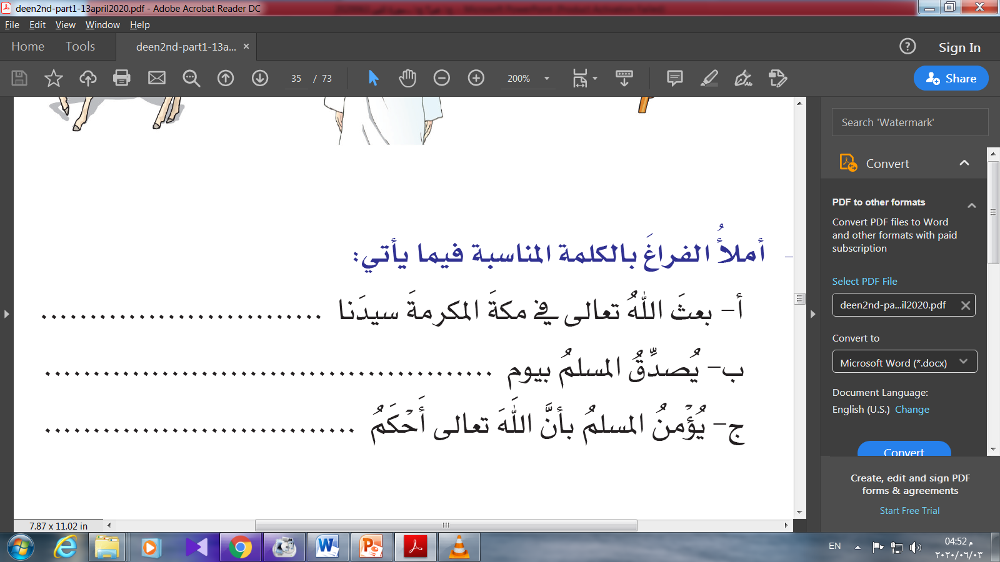 deen2nd-part1-13april2020.pdf - Adobe Acrobat Reader DC
File Edit View Window Help
Home Tools deen2nd-part1-13a... × Sign In
35 / 73 200% Share
Search 'Watermark'
Convert
PDF to other formats
Convert PDF files to Word
and other formats with paid
subscription
Select PDF File
deen2nd-pa...il2020.pdf
Convert to
Microsoft Word (*.docx)
Document Language:
English (U.S.) Change
Convert
Create, edit and sign PDF
forms & agreements
Start Free Trial
- أملأُ الفراغَ بالكلمة المناسبة فيما يأتي:
أ- بعثَ اللهُ تعالى في مكةَ المكرمةَ سيدَنا .............................
ب- يُصدِّقُ المسلمُ بيوم ..............................................
ج- يُؤْمنُ المسلمُ بأنَّ اللهَ تعالى أَحْكَمُ ................................
7.87 x 11.02 in
EN
04:52 م
٢٠٢٠/٠٦/٠٣